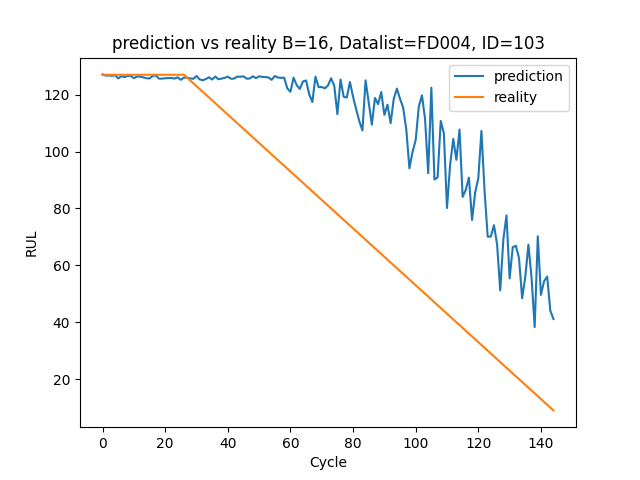 prediction vs reality B=16, Datalist=FD004, ID=103
prediction
reality
RUL
120
100
80
60
40
20
0 20 40 60 80 100 120 140
Cycle